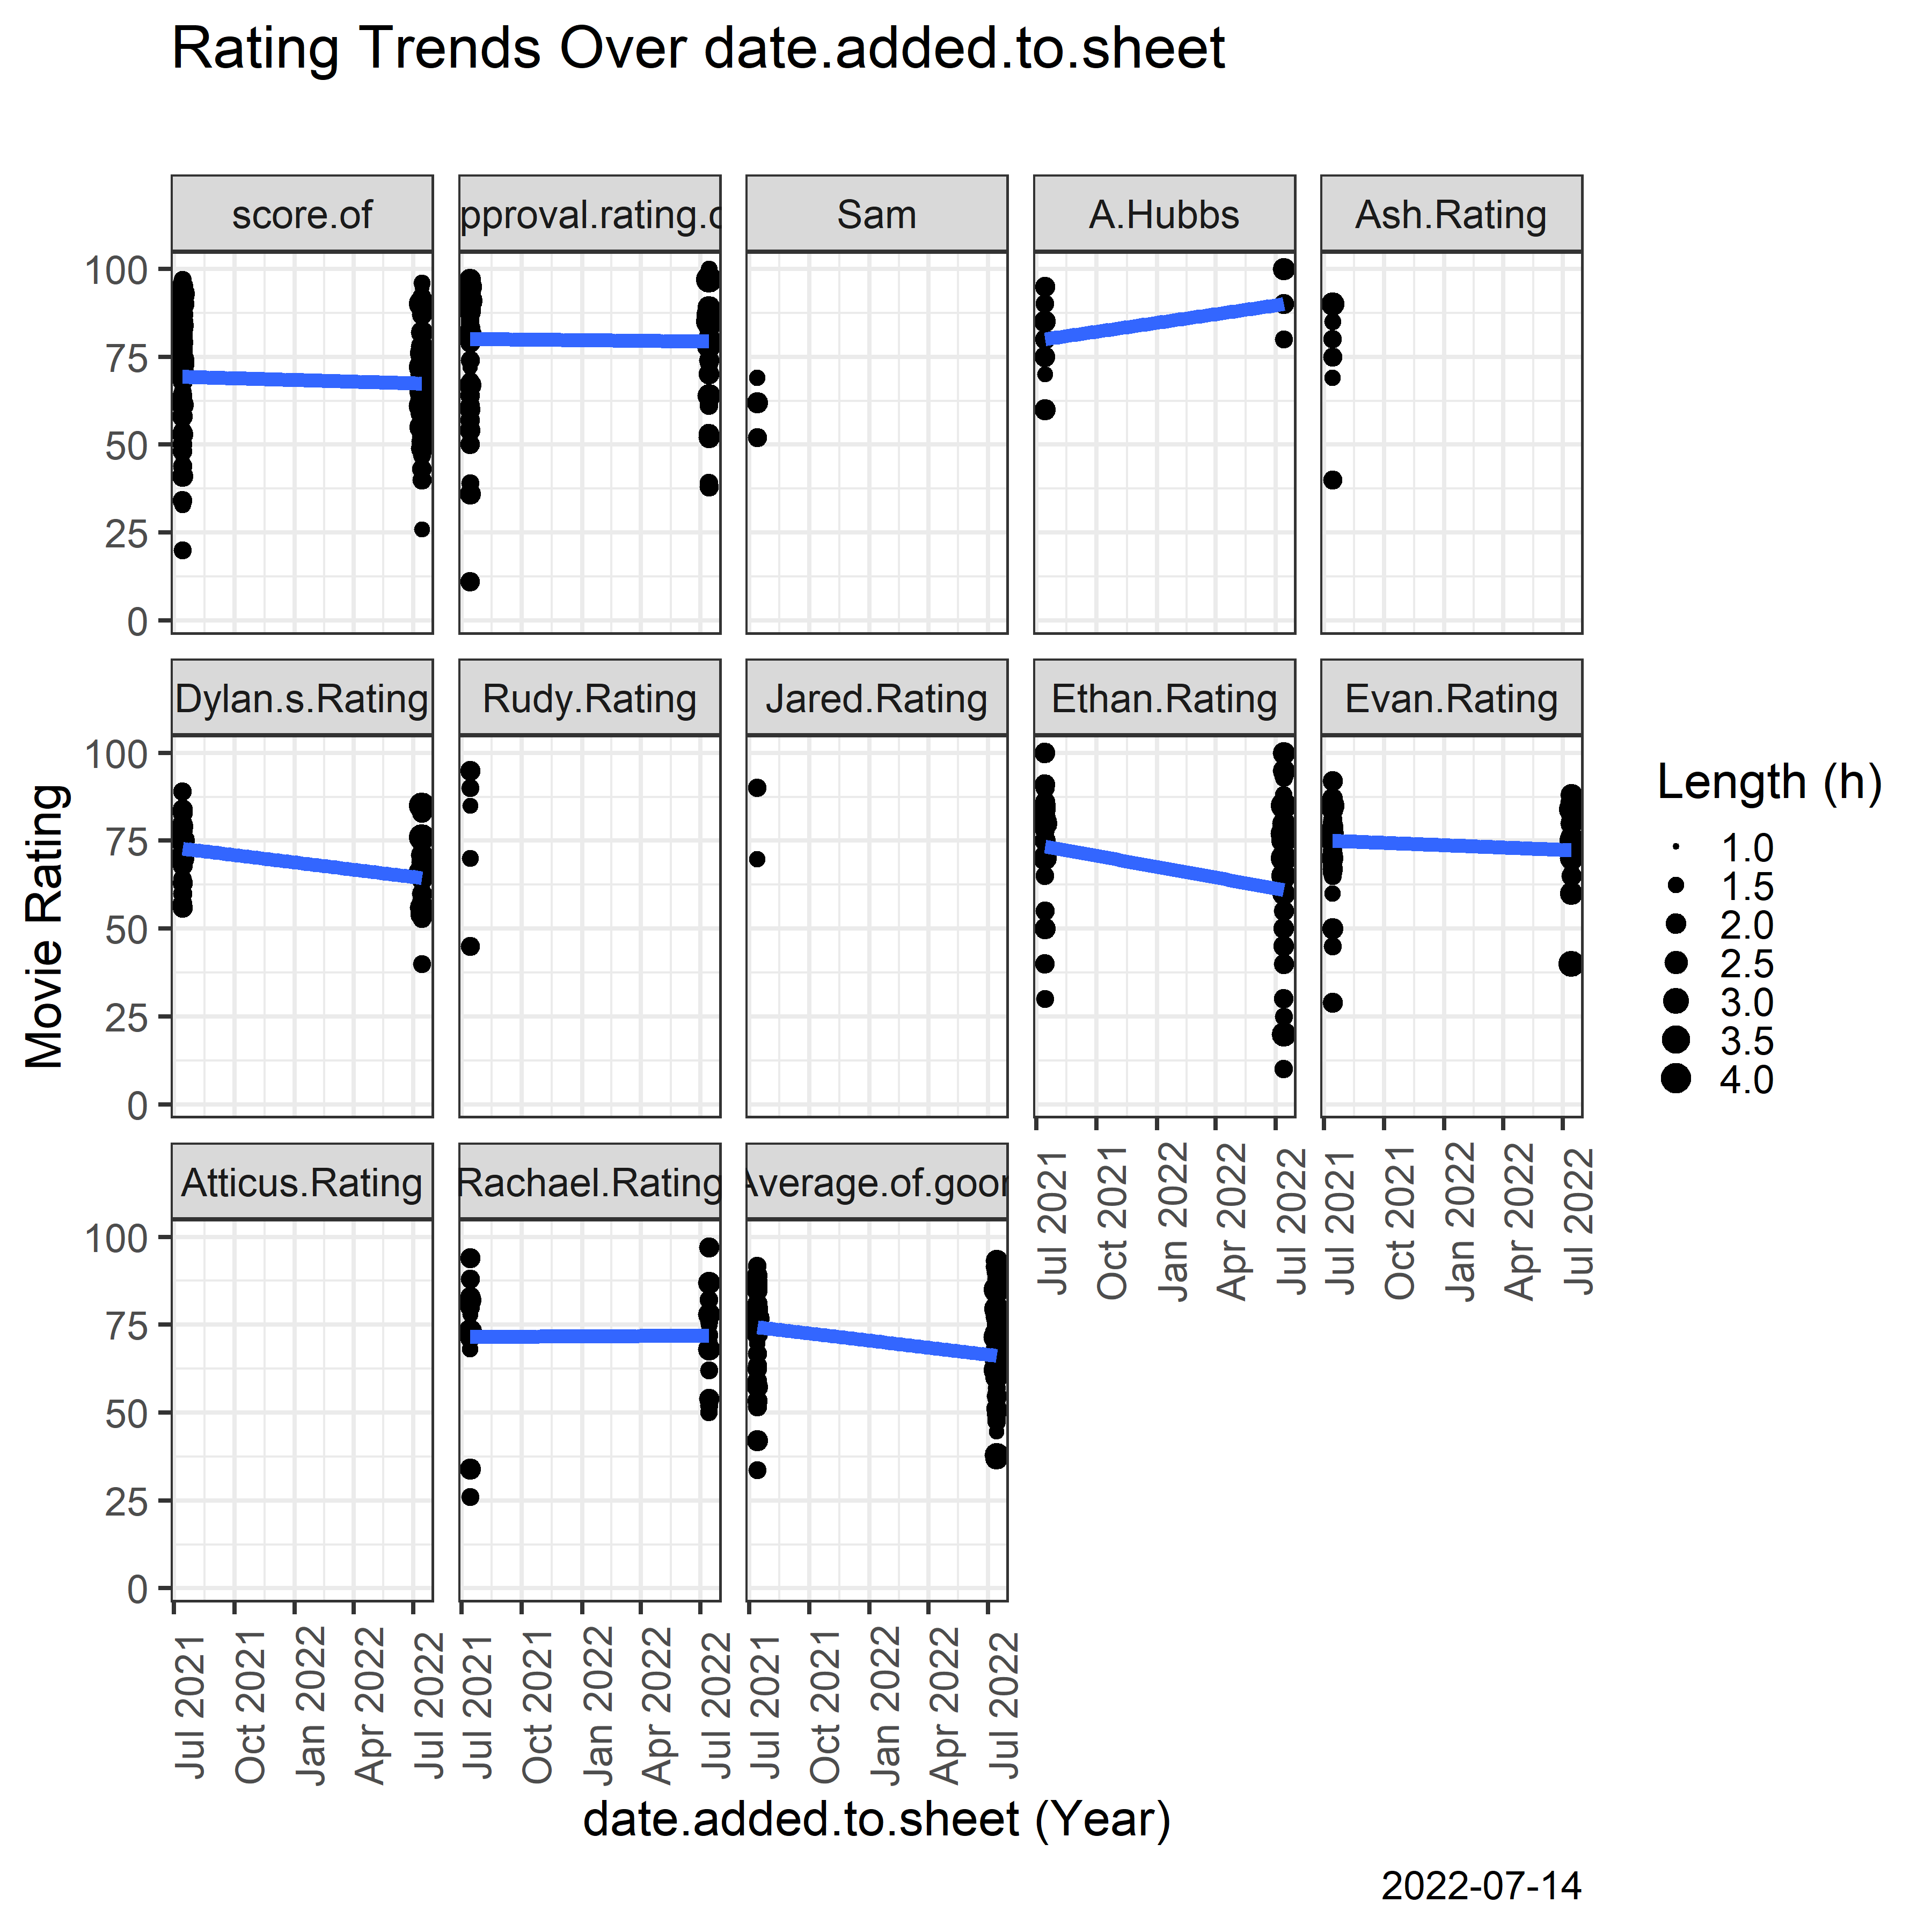 Rating Trends Over date.added.to.sheet
score.of
pproval.rating.o
Sam
A.Hubbs
Ash.Rating
100
75
50
25
0
Dylan.s.Rating
Rudy.Rating
Jared.Rating
Ethan.Rating
Evan.Rating
100
75
50
25
0
Jul 2021
Oct 2021
Jan 2022
Apr 2022
Jul 2022
Jul 2021
Oct 2021
Jan 2022
Apr 2022
Jul 2022
Atticus.Rating
Rachael.Rating
Average.of.goor
100
75
50
25
0
Jul 2021
Oct 2021
Jan 2022
Apr 2022
Jul 2022
Jul 2021
Oct 2021
Jan 2022
Apr 2022
Jul 2022
Jul 2021
Oct 2021
Jan 2022
Apr 2022
Jul 2022
Movie Rating
date.added.to.sheet (Year)
Length (h)
1.0
1.5
2.0
2.5
3.0
3.5
4.0
2022-07-14